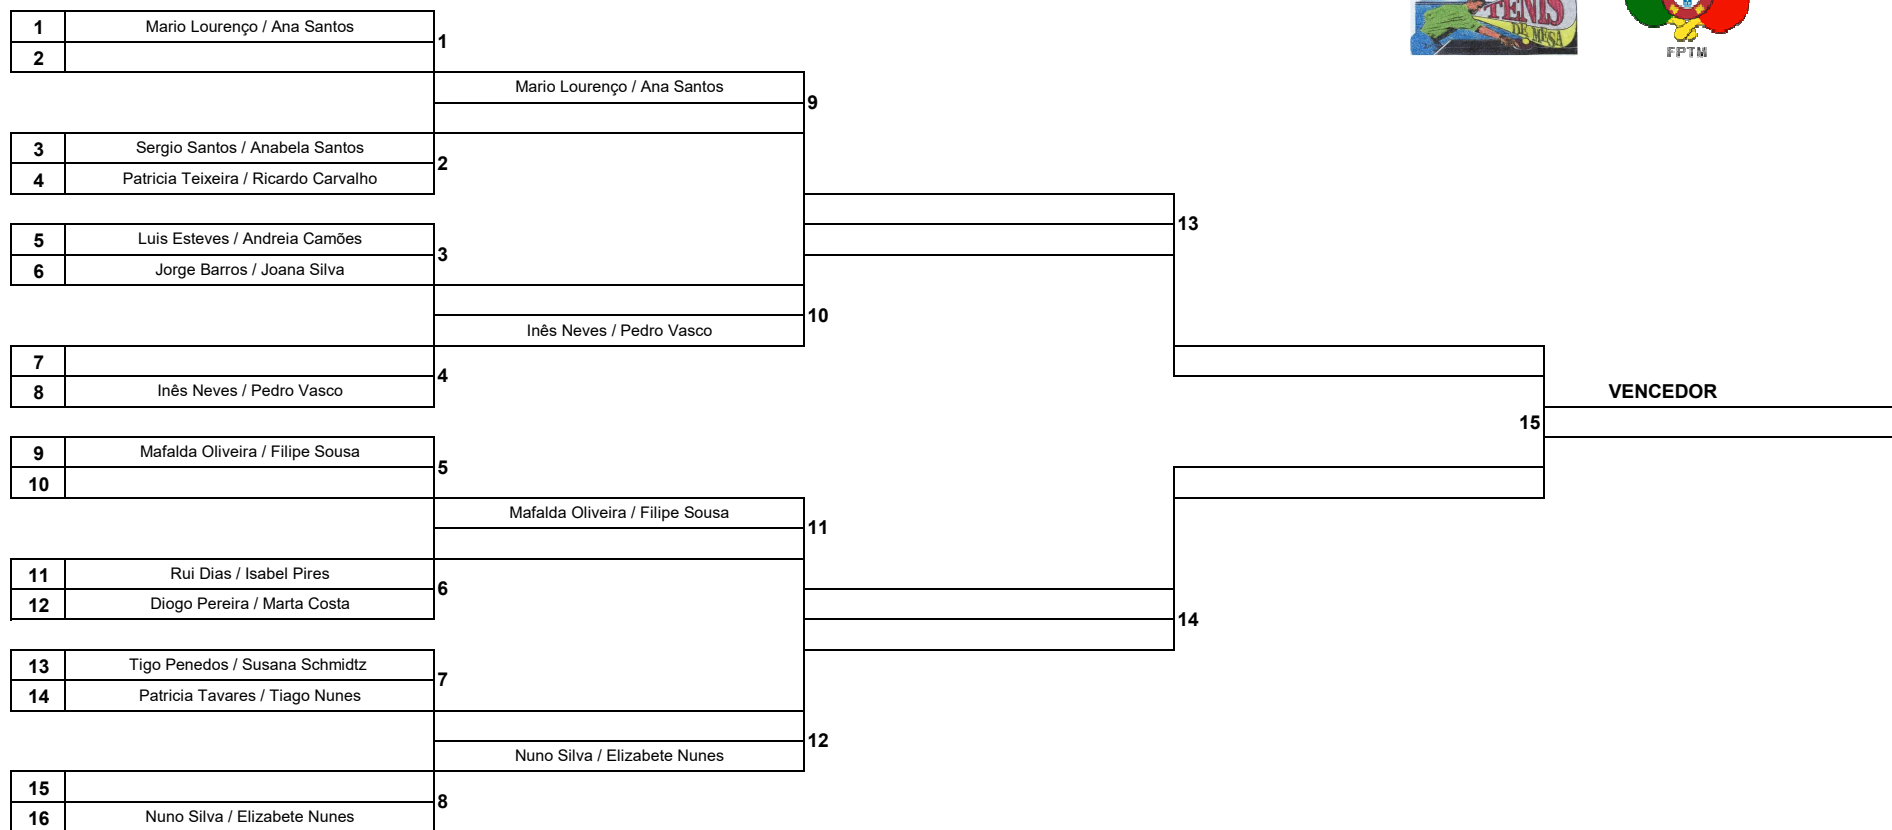 TENIS
DE MESA
FPTM
1 Mario Lourenço / Ana Santos
1
2
Mario Lourenço / Ana Santos
9
3 Sergio Santos / Anabela Santos
2
4 Patricia Teixeira / Ricardo Carvalho
13
5 Luis Esteves / Andreia Camões
3
6 Jorge Barros / Joana Silva
10
Inês Neves / Pedro Vasco
7
4
8 Inês Neves / Pedro Vasco
VENCEDOR
15
9 Mafalda Oliveira / Filipe Sousa
5
10
Mafalda Oliveira / Filipe Sousa
11
11 Rui Dias / Isabel Pires
6
12 Diogo Pereira / Marta Costa
14
13 Tigo Penedos / Susana Schmidtz
7
14 Patricia Tavares / Tiago Nunes
12
Nuno Silva / Elizabete Nunes
15
8
16 Nuno Silva / Elizabete Nunes